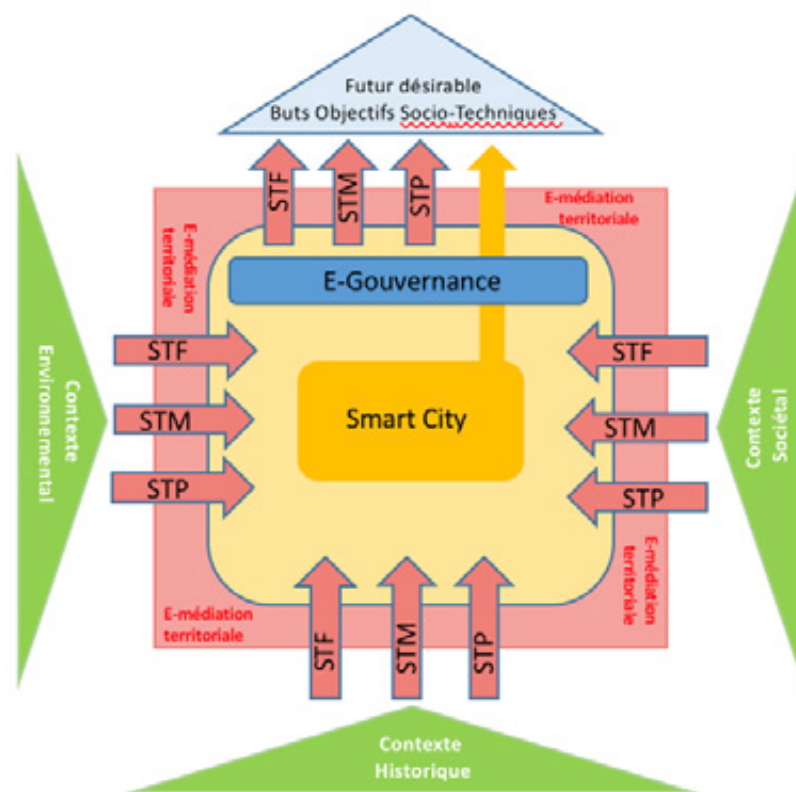 Futur désirable
Buts Objectifs Socio-Techniques
STF
STM
STP
E-médiation
territoriale
E-médiation
territoriale
E-Gouvernance
STF
STM
STP
Smart City
STF
STM
STP
Contexte
Environnemental
Contexte
Sociétal
E-médiation
territoriale
E-médiation
territoriale
STF
STM
STP
Contexte
Historique